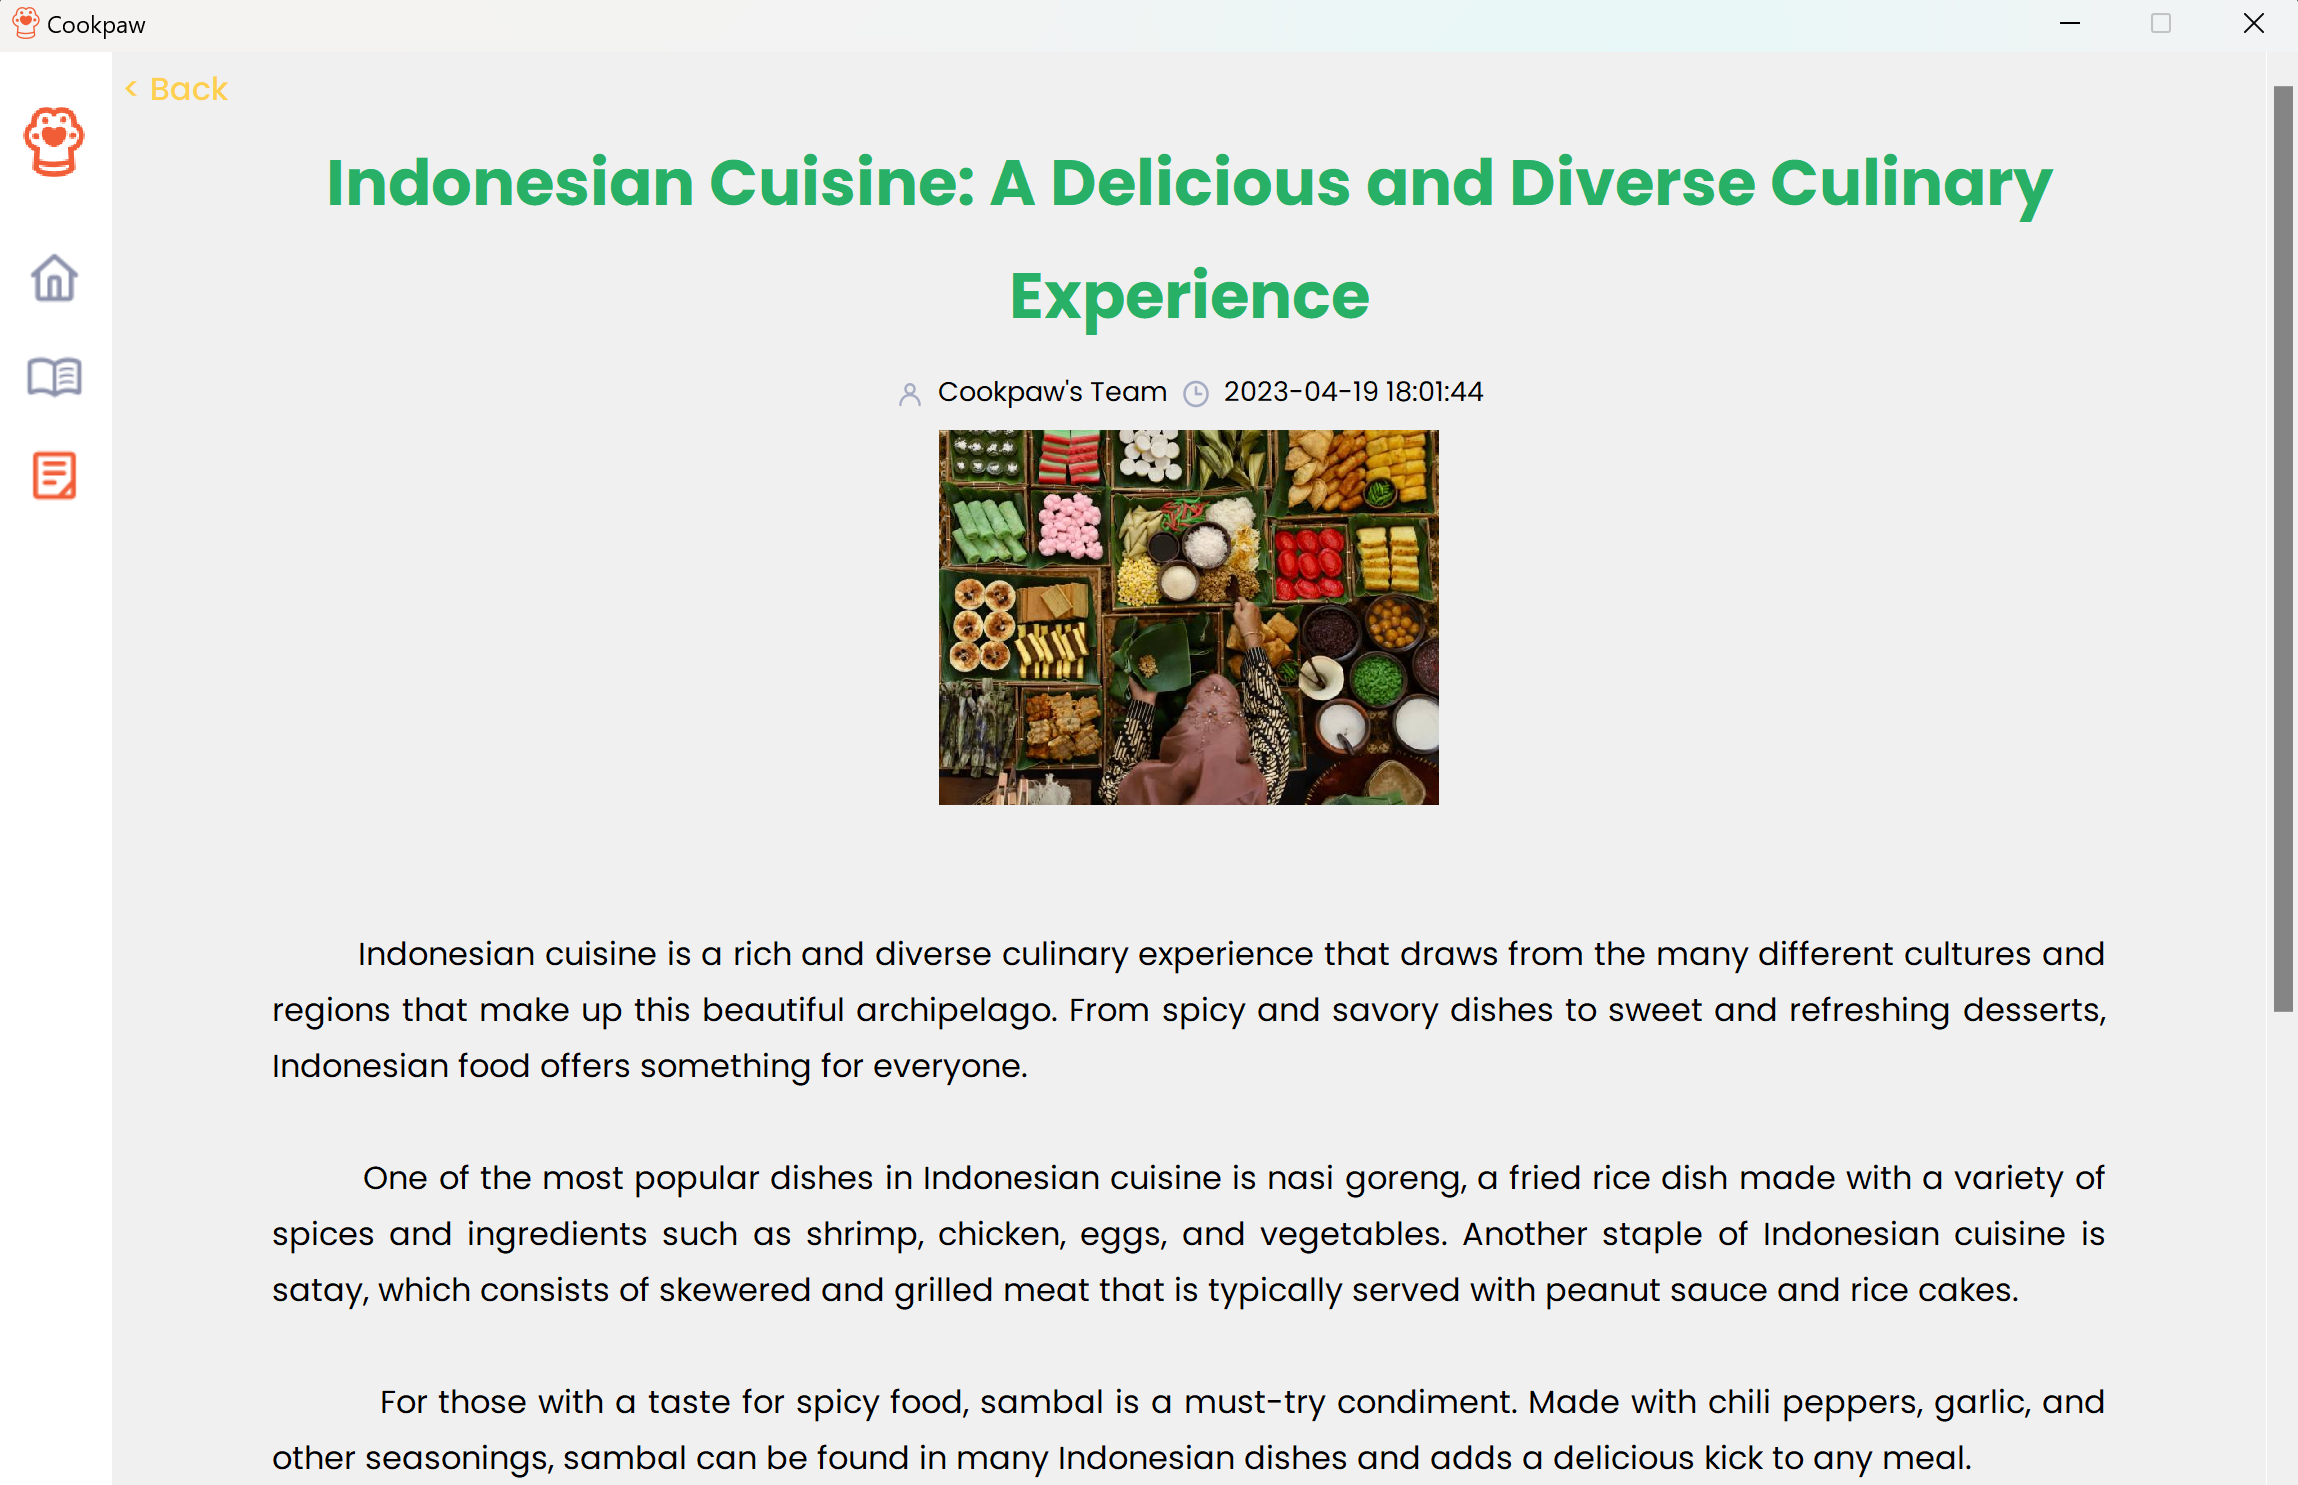 Cookpaw
< Back
Indonesian Cuisine: A Delicious and Diverse Culinary
Experience
Cookpaw's Team 2023-04-19 18:01:44
Indonesian cuisine is a rich and diverse culinary experience that draws from the many different cultures and
regions that make up this beautiful archipelago. From spicy and savory dishes to sweet and refreshing desserts,
Indonesian food offers something for everyone.
One of the most popular dishes in Indonesian cuisine is nasi goreng, a fried rice dish made with a variety of
spices and ingredients such as shrimp, chicken, eggs, and vegetables. Another staple of Indonesian cuisine is
satay, which consists of skewered and grilled meat that is typically served with peanut sauce and rice cakes.
For those with a taste for spicy food, sambal is a must-try condiment. Made with chili peppers, garlic, and
other seasonings, sambal can be found in many Indonesian dishes and adds a delicious kick to any meal.